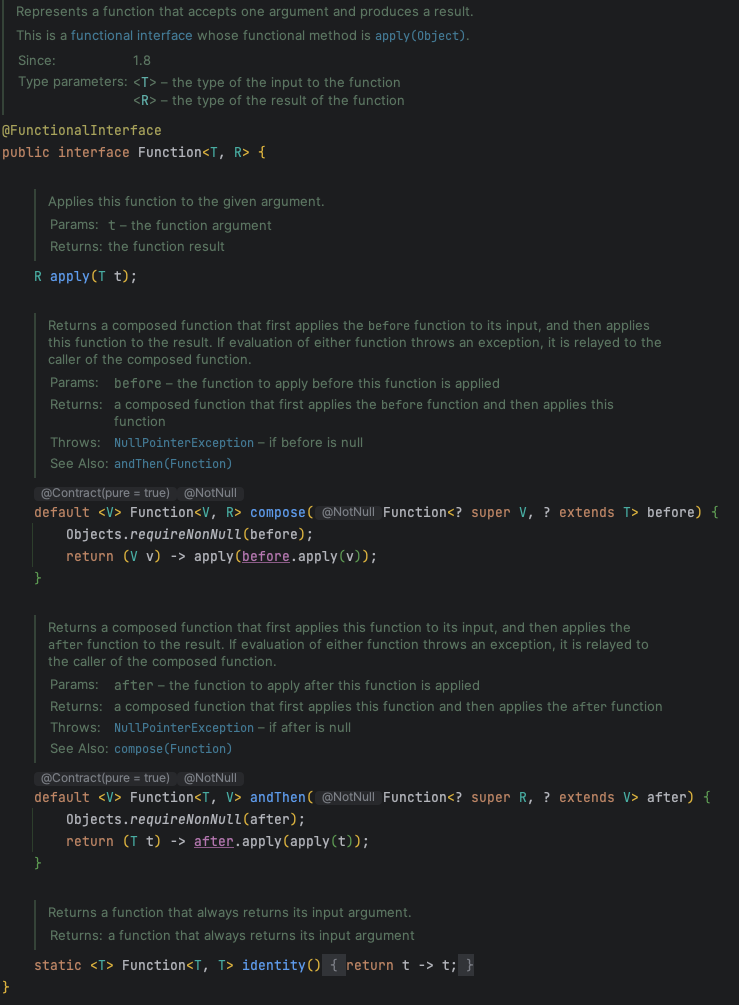 Represents a function that accepts one argument and produces a result.
This is a functional interface whose functional method is apply(Object).
Since: 1.8
Type parameters: <T> – the type of the input to the function
<R> – the type of the result of the function
@FunctionalInterface
public interface Function<T, R> {
Applies this function to the given argument.
Params: t – the function argument
Returns: the function result
R apply(T t);
Returns a composed function that first applies the before function to its input, and then applies
this function to the result. If evaluation of either function throws an exception, it is relayed to the
caller of the composed function.
Params: before – the function to apply before this function is applied
Returns: a composed function that first applies the before function and then applies this
function
Throws: NullPointerException – if before is null
See Also: andThen(Function)
@Contract(pure = true) @NotNull
default <V> Function<V, R> compose( @NotNull Function<? super V, ? extends T> before) {
Objects.requireNonNull(before);
return (V v) -> apply(before.apply(v));
}
Returns a composed function that first applies this function to its input, and then applies the
after function to the result. If evaluation of either function throws an exception, it is relayed to
the caller of the composed function.
Params: after – the function to apply after this function is applied
Returns: a composed function that first applies this function and then applies the after function
Throws: NullPointerException – if after is null
See Also: compose(Function)
@Contract(pure = true) @NotNull
default <V> Function<T, V> andThen( @NotNull Function<? super R, ? extends V> after) {
Objects.requireNonNull(after);
return (T t) -> after.apply(apply(t));
}
Returns a function that always returns its input argument.
Returns: a function that always returns its input argument
static <T> Function<T, T> identity() { return t -> t; }
}